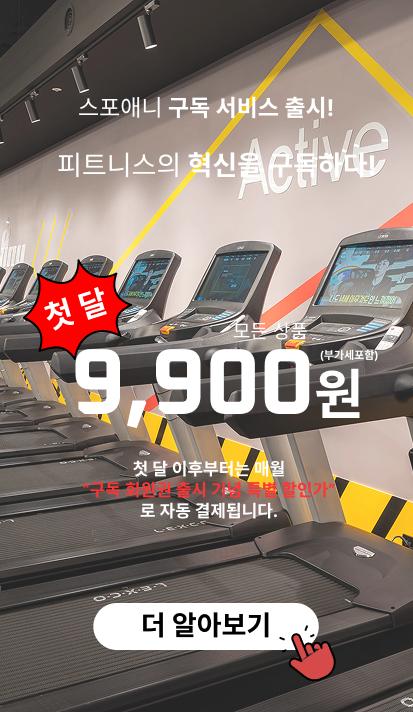 스포애니 구독 서비스 출시!
피트니스의 혁신을 구독하다!
Active
첫 달
모든 상품
(부가세포함)
9,900원
첫 달 이후부터는 매월
"구독 회원권 출시 기념 특별 할인가"
로 자동 결제됩니다.
LEXCO
LEXCO
더 알아보기